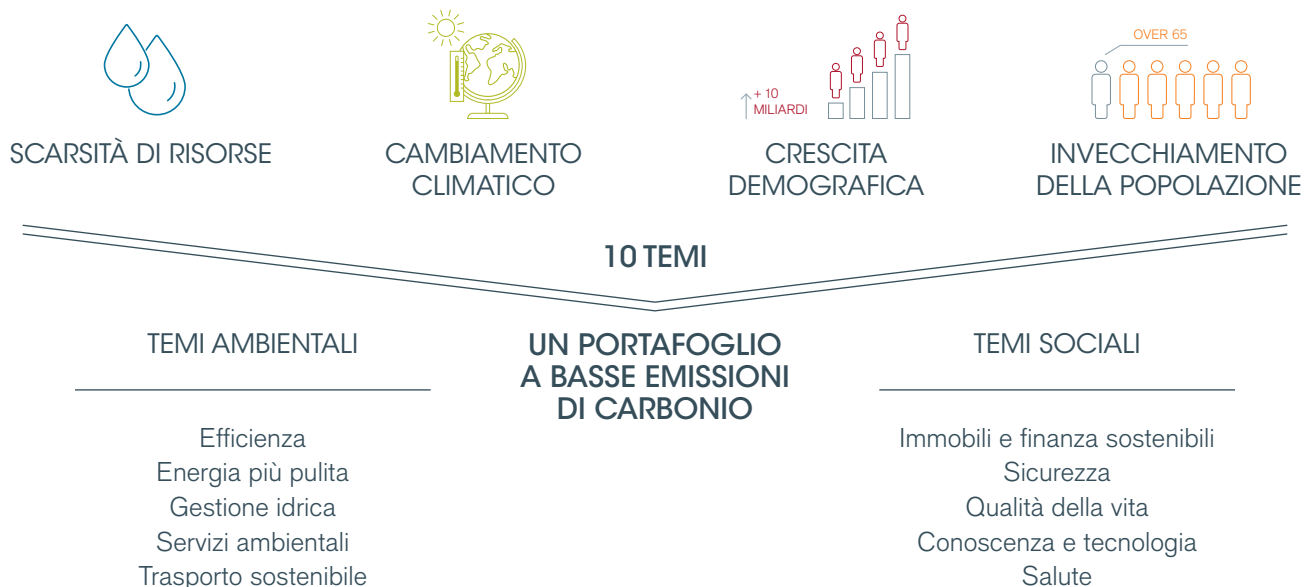 + 10
MILIARDI
OVER 65
SCARSITÀ DI RISORSE
CAMBIAMENTO
CLIMATICO
CRESCITA
DEMOGRAFICA
INVECCHIAMENTO
DELLA POPOLAZIONE
10 TEMI
TEMI AMBIENTALI
Efficienza
Energia più pulita
Gestione idrica
Servizi ambientali
Trasporto sostenibile
UN PORTAFOGLIO
A BASSE EMISSIONI
DI CARBONIO
TEMI SOCIALI
Immobili e finanza sostenibili
Sicurezza
Qualità della vita
Conoscenza e tecnologia
Salute